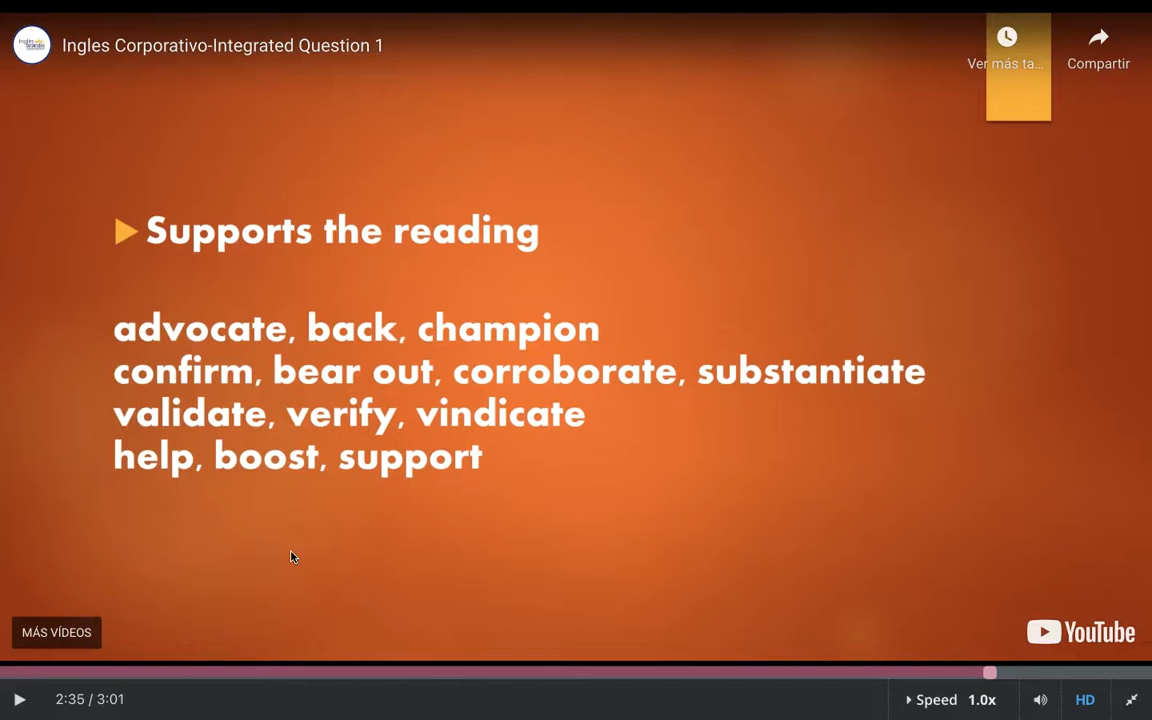 Ingles Corporativo-Integrated Question 1
Ver más ta...
Compartir
Supports the reading
advocate, back, champion
confirm, bear out, corroborate, substantiate
validate, verify, vindicate
help, boost, support
MÁS VÍDEOS
YouTube
2:35 / 3:01
Speed 1.0x
HD